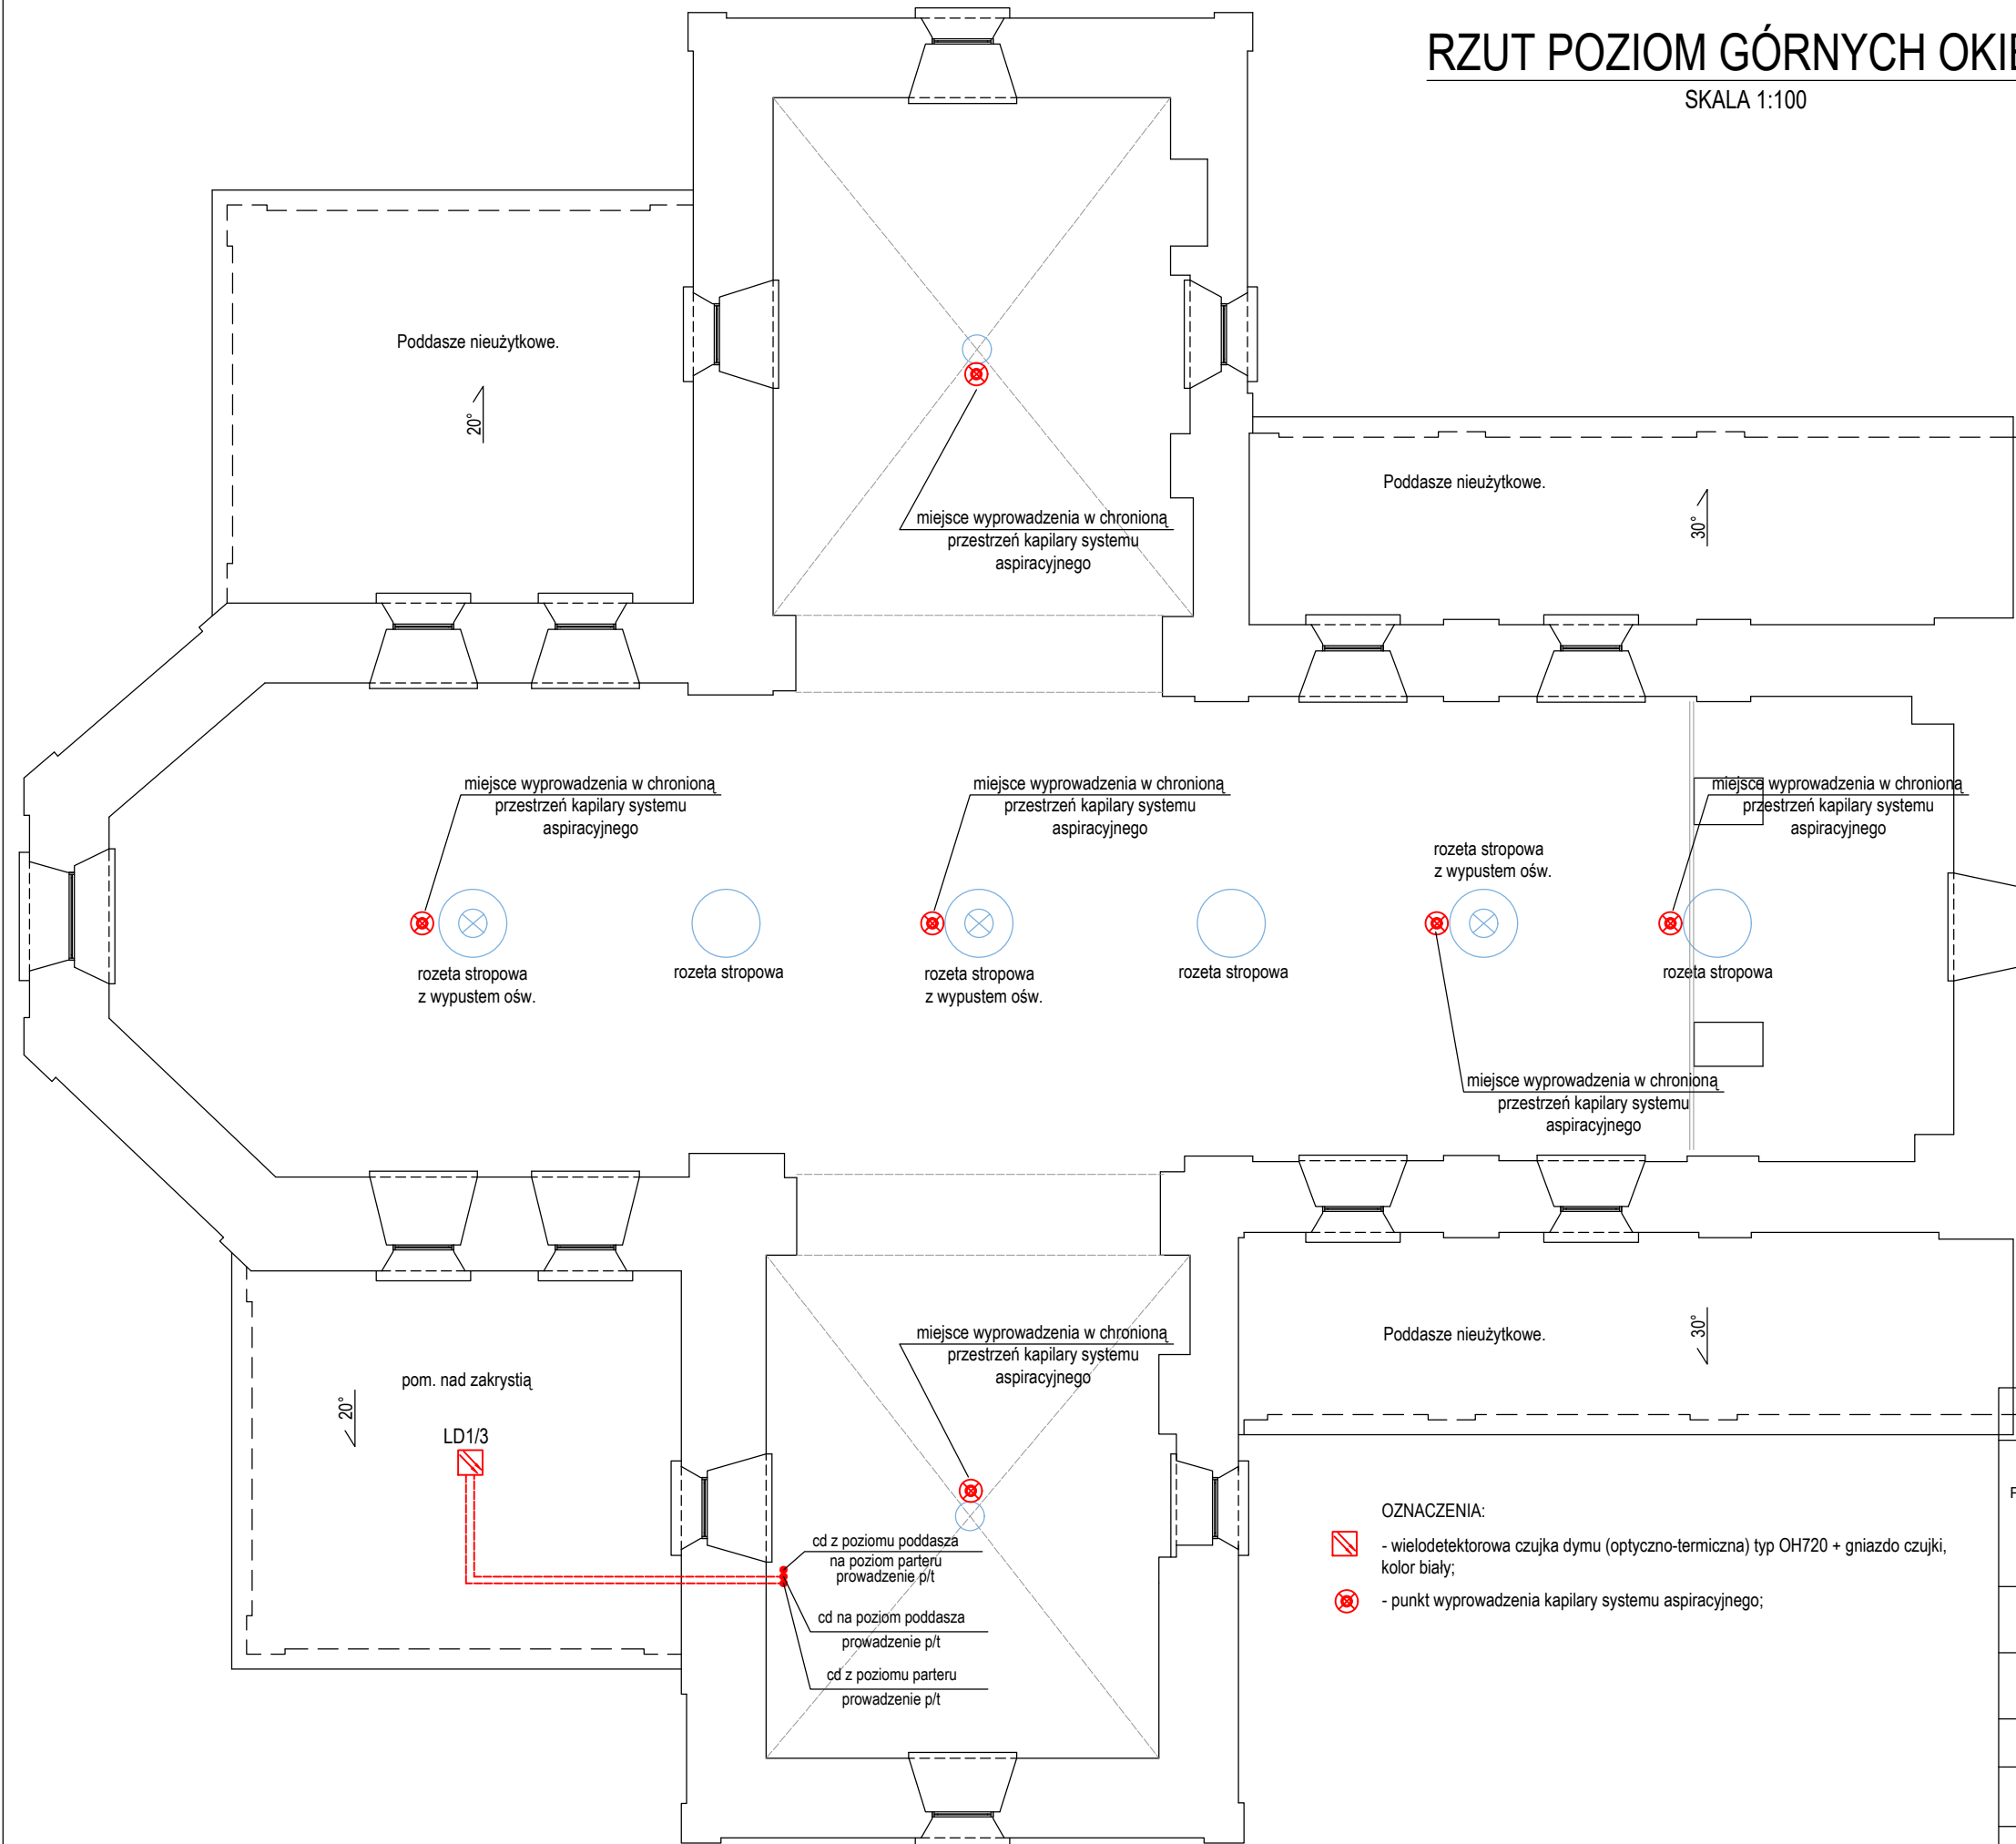 RZUT POZIOM GÓRNYCH
SKALA 1:100
Poddasze nieużytkowe.
20°
miejsce wyprowadzenia w chronioną
przestrzeń kapilary systemu
aspiracyjnego
Poddasze nieużytkowe.
30°
miejsce wyprowadzenia w chronioną
przestrzeń kapilary systemu
aspiracyjnego
miejsce wyprowadzenia w chronioną
przestrzeń kapilary systemu
aspiracyjnego
miejsce wyprowadzenia w chronioną
przestrzeń kapilary systemu
aspiracyjnego
rozeta stropowa
z wypustem ośw.
rozeta stropowa
z wypustem ośw.
rozeta stropowa
rozeta stropowa
z wypustem ośw.
rozeta stropowa
rozeta stropowa
miejsce wyprowadzenia w chronioną
przestrzeń kapilary systemu
aspiracyjnego
miejsce wyprowadzenia w chronioną
przestrzeń kapilary systemu
aspiracyjnego
Poddasze nieużytkowe.
30°
pom. nad zakrystią
20°
LD1/3
cd z poziomu poddasza
na poziom parteru
prowadzenie p/t
cd na poziom poddasza
prowadzenie p/t
cd z poziomu parteru
prowadzenie p/t
OZNACZENIA:
- wielodetektorowa czujka dymu (optyczno-termiczna) typ OH720 + gniazdo czujki,
kolor biały;
- punkt wyprowadzenia kapilary systemu aspiracyjnego;